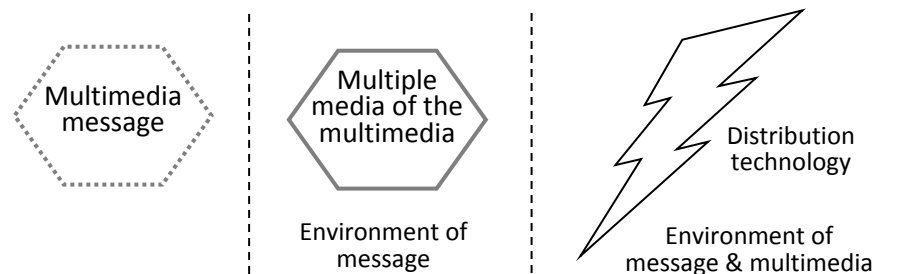 Multimedia
message
Multiple
media of the
multimedia
Environment of
message
Distribution
technology
Environment of
message & multimedia